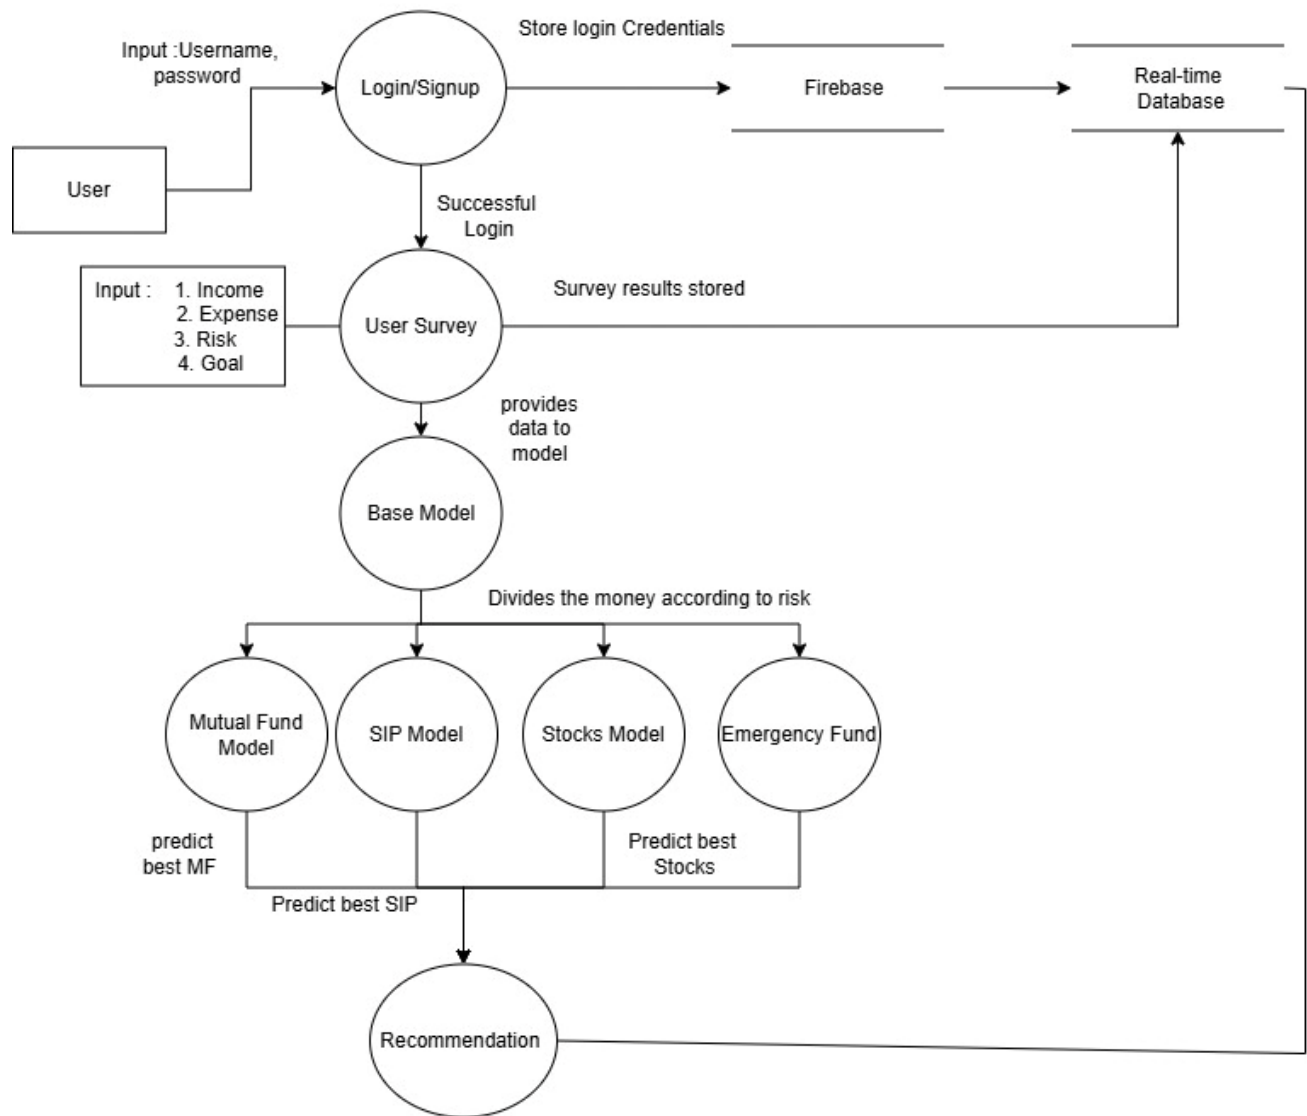 Store login Credentials
Input :Username,
password
Login/Signup
Firebase
Real-time
Database
User
Successful
Login
Input : 1. Income
2. Expense
3. Risk
4. Goal
User Survey
Survey results stored
provides
data to
model
Base Model
Divides the money according to risk
Mutual Fund
Model
SIP Model
Stocks Model
Emergency Fund
predict
best MF
Predict best SIP
Predict best
Stocks
Recommendation